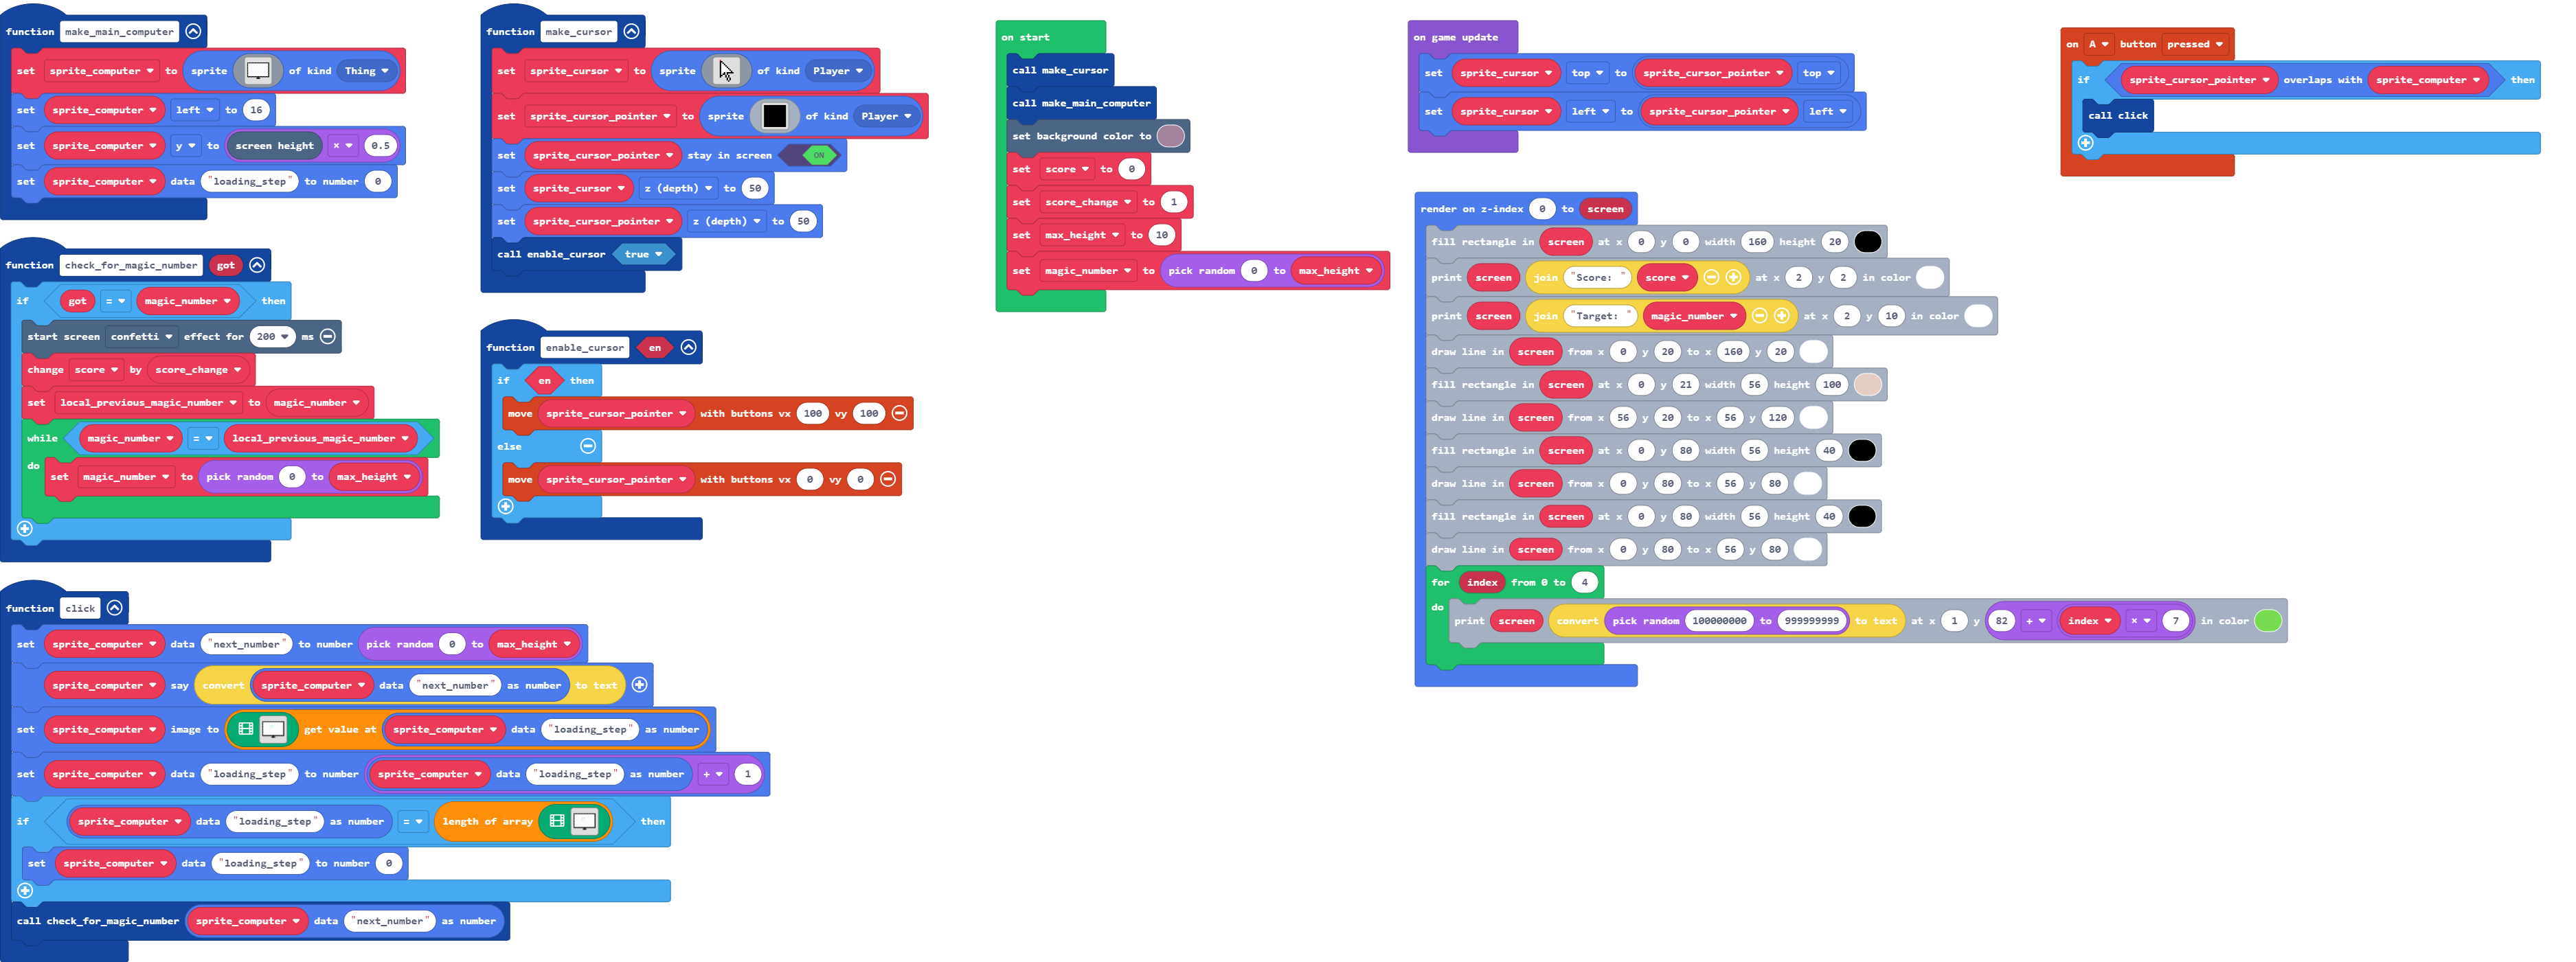 function make_main_computer
set sprite_computer to sprite of kind Thing
set sprite_computer left to 16
set sprite_computer y to screen height × 0.5
set sprite_computer data "loading_step" to number 0
function check_for_magic_number got
if got = magic_number then
start screen confetti effect for 200 ms
change score by score_change
set local_previous_magic_number to magic_number
while magic_number = local_previous_magic_number
do set magic_number to pick random 0 to max_height
function click
set sprite_computer data "next_number" to number pick random 0 to max_height
sprite_computer say convert sprite_computer data "next_number" as number to text
set sprite_computer image to get value at sprite_computer data "loading_step" as number
set sprite_computer data "loading_step" to number sprite_computer data "loading_step" as number + 1
if sprite_computer data "loading_step" as number = length of array then
set sprite_computer data "loading_step" to number 0
call check_for_magic_number sprite_computer data "next_number" as number
function make_cursor
set sprite_cursor to sprite of kind Player
set sprite_cursor_pointer to sprite of kind Player
set sprite_cursor_pointer stay in screen ON
set sprite_cursor z (depth) to 50
set sprite_cursor_pointer z (depth) to 50
call enable_cursor true
function enable_cursor en
if en then
move sprite_cursor_pointer with buttons vx 100 vy 100
else
move sprite_cursor_pointer with buttons vx 0 vy 0
on start
call make_cursor
call make_main_computer
set background color to
set score to 0
set score_change to 1
set max_height to 10
set magic_number to pick random 0 to max_height
on game update
set sprite_cursor top to sprite_cursor_pointer top
set sprite_cursor left to sprite_cursor_pointer left
render on z-index 0 to screen
fill rectangle in screen at x 0 y 0 width 160 height 20
print screen join "Score: " score at x 2 y 2 in color
print screen join "Target: " magic_number at x 2 y 10 in color
draw line in screen from x 0 y 20 to x 160 y 20
fill rectangle in screen at x 0 y 21 width 56 height 100
draw line in screen from x 56 y 20 to x 56 y 120
fill rectangle in screen at x 0 y 80 width 56 height 40
draw line in screen from x 0 y 80 to x 56 y 80
fill rectangle in screen at x 0 y 80 width 56 height 40
draw line in screen from x 0 y 80 to x 56 y 80
for index from 0 to 4
do print screen convert pick random 100000000 to 999999999 to text at x 1 y 82 + index × 7 in color
on A button pressed
if sprite_cursor_pointer overlaps with sprite_computer then
call click